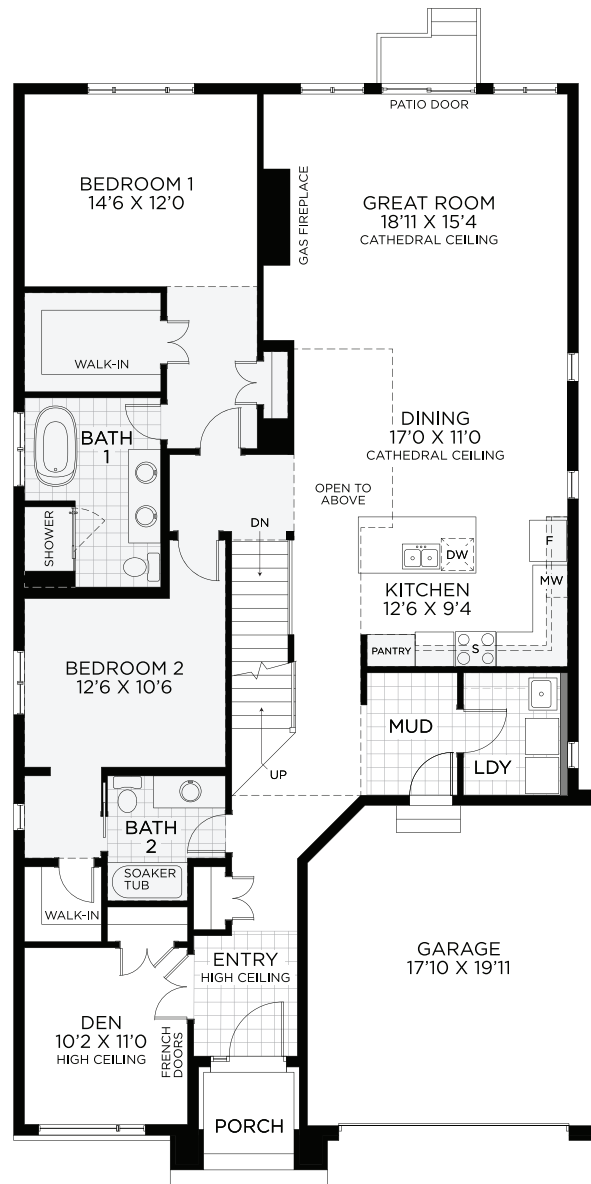 PATIO DOOR
BEDROOM 1
14'6 X 12'0
GAS FIREPLACE
GREAT ROOM
18'11 X 15'4
CATHEDRAL CEILING
WALK-IN
BATH
1
DINING
17'0 X 11'0
CATHEDRAL CEILING
OPEN TO
ABOVE
SHOWER
DN
DW
F
MW
KITCHEN
12'6 X 9'4
PANTRY
S
BEDROOM 2
12'6 X 10'6
MUD
LDY
UP
BATH
2
SOAKER
TUB
WALK-IN
ENTRY
HIGH CEILING
GARAGE
17'10 X 19'11
DEN
10'2 X 11'0
HIGH CEILING
FRENCH
DOORS
PORCH